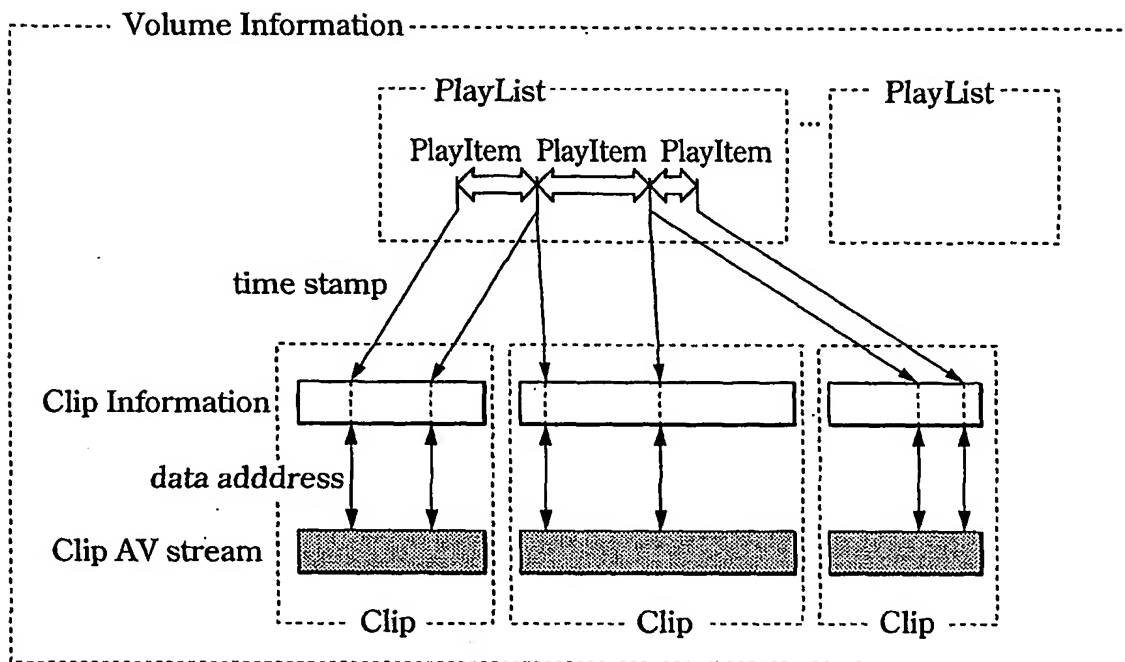 Volume Information
PlayList
PlayList
...
PlayItem PlayItem PlayItem
time stamp
Clip Information
data adddress
Clip AV stream
Clip
Clip
Clip